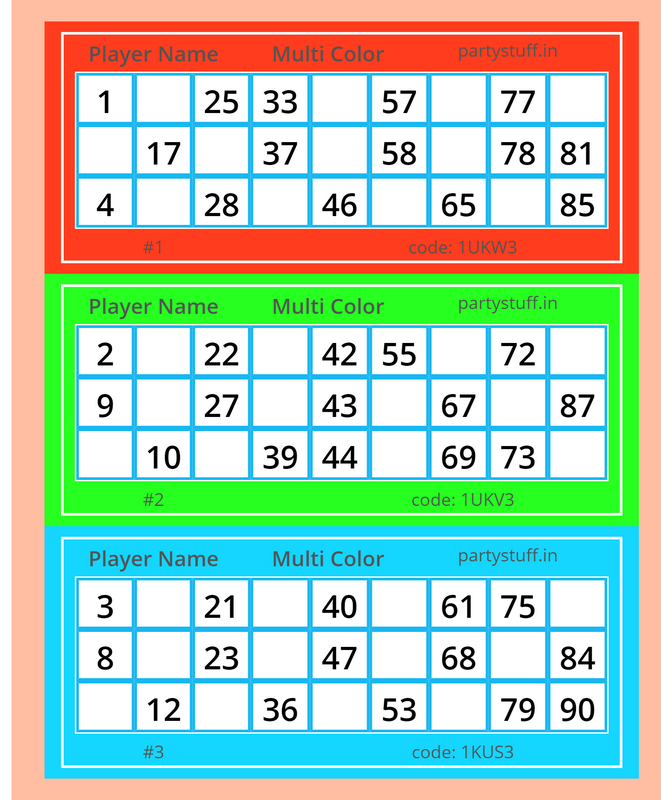 Player Name Multi Color partystuff.in
1 25 33 57 77
17 37 58 78 81
4 28 46 65 85
#1 code: 1UKW3
Player Name Multi Color partystuff.in
2 22 42 55 72
9 27 43 67 87
10 39 44 69 73
#2 code: 1UKV3
Player Name Multi Color partystuff.in
3 21 40 61 75
8 23 47 68 84
12 36 53 79 90
#3 code: 1KUS3